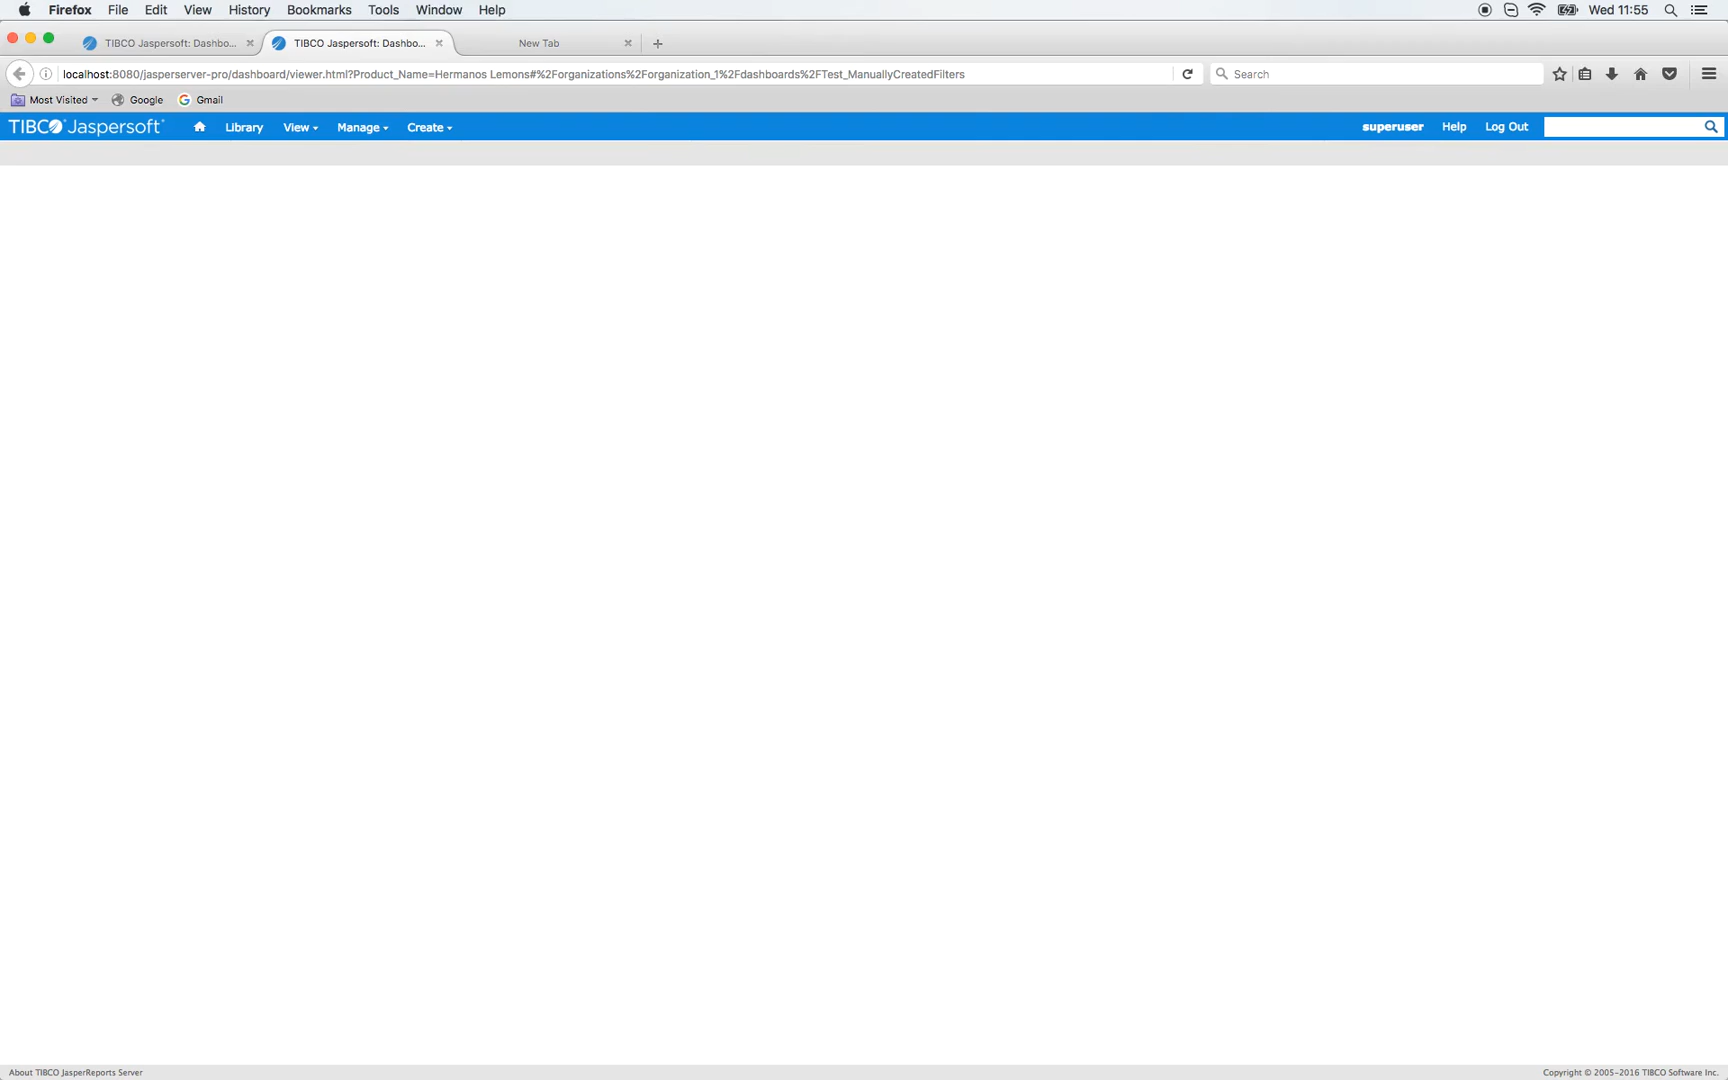 Firefox File Edit View History Bookmarks Tools Window Help Wed 11:55
TIBCO Jaspersoft: Dashbo... TIBCO Jaspersoft: Dashbo... New Tab
localhost:8080/jasperserver-pro/dashboard/viewer.html?Product_Name=Hermanos Lemons#%2Forganizations%2Forganization_1%2Fdashboards%2FTest_ManuallyCreatedFilters Search
Most Visited Google Gmail
TIBCO Jaspersoft Library View Manage Create superuser Help Log Out
About TIBCO JasperReports Server Copyright © 2005-2016 TIBCO Software Inc.